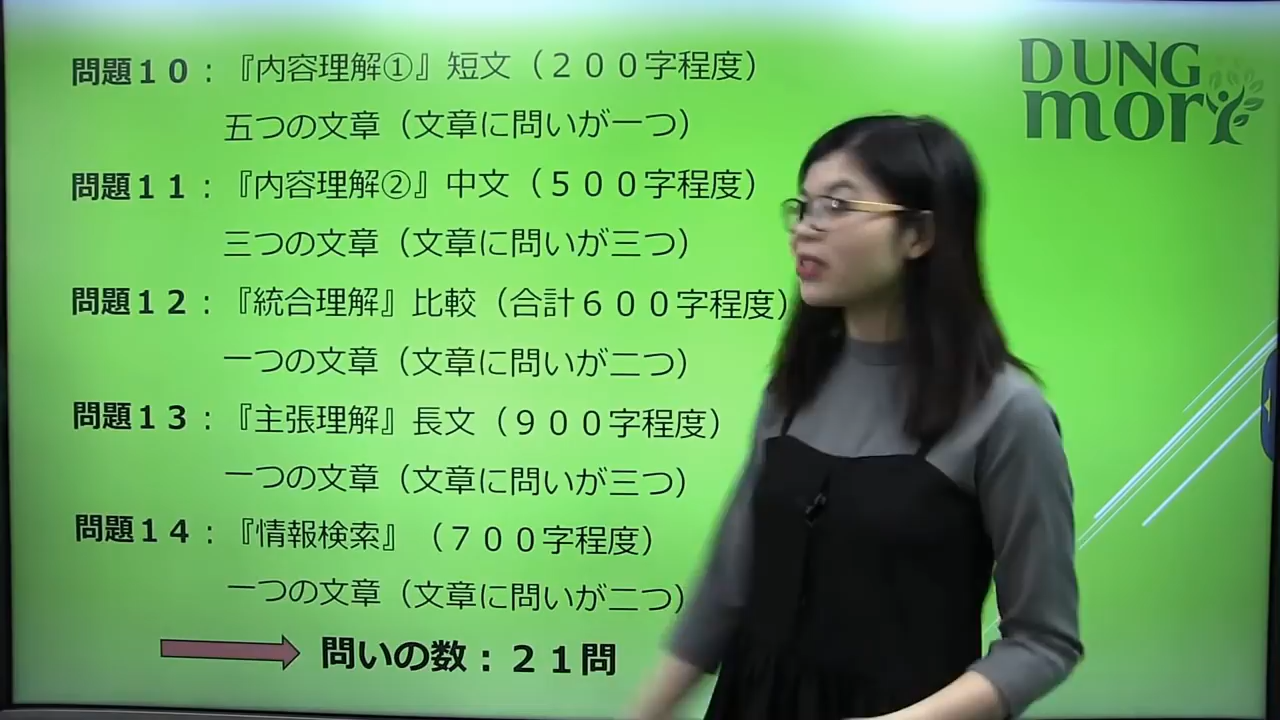 問題１０：『内容理解①』短文（２００字程度）
五つの文章（文章に問いが一つ）
問題１１：『内容理解②』中文（５００字程度）
三つの文章（文章に問いが三つ）
問題１２：『統合理解』比較（合計６００字程度）
一つの文章（文章に問いが二つ）
問題１３：『主張理解』長文（９００字程度）
一つの文章（文章に問いが三つ）
問題１４：『情報検索』（７００字程度）
一つの文章（文章に問いが二つ）
問いの数：２１問
DUNG
mori